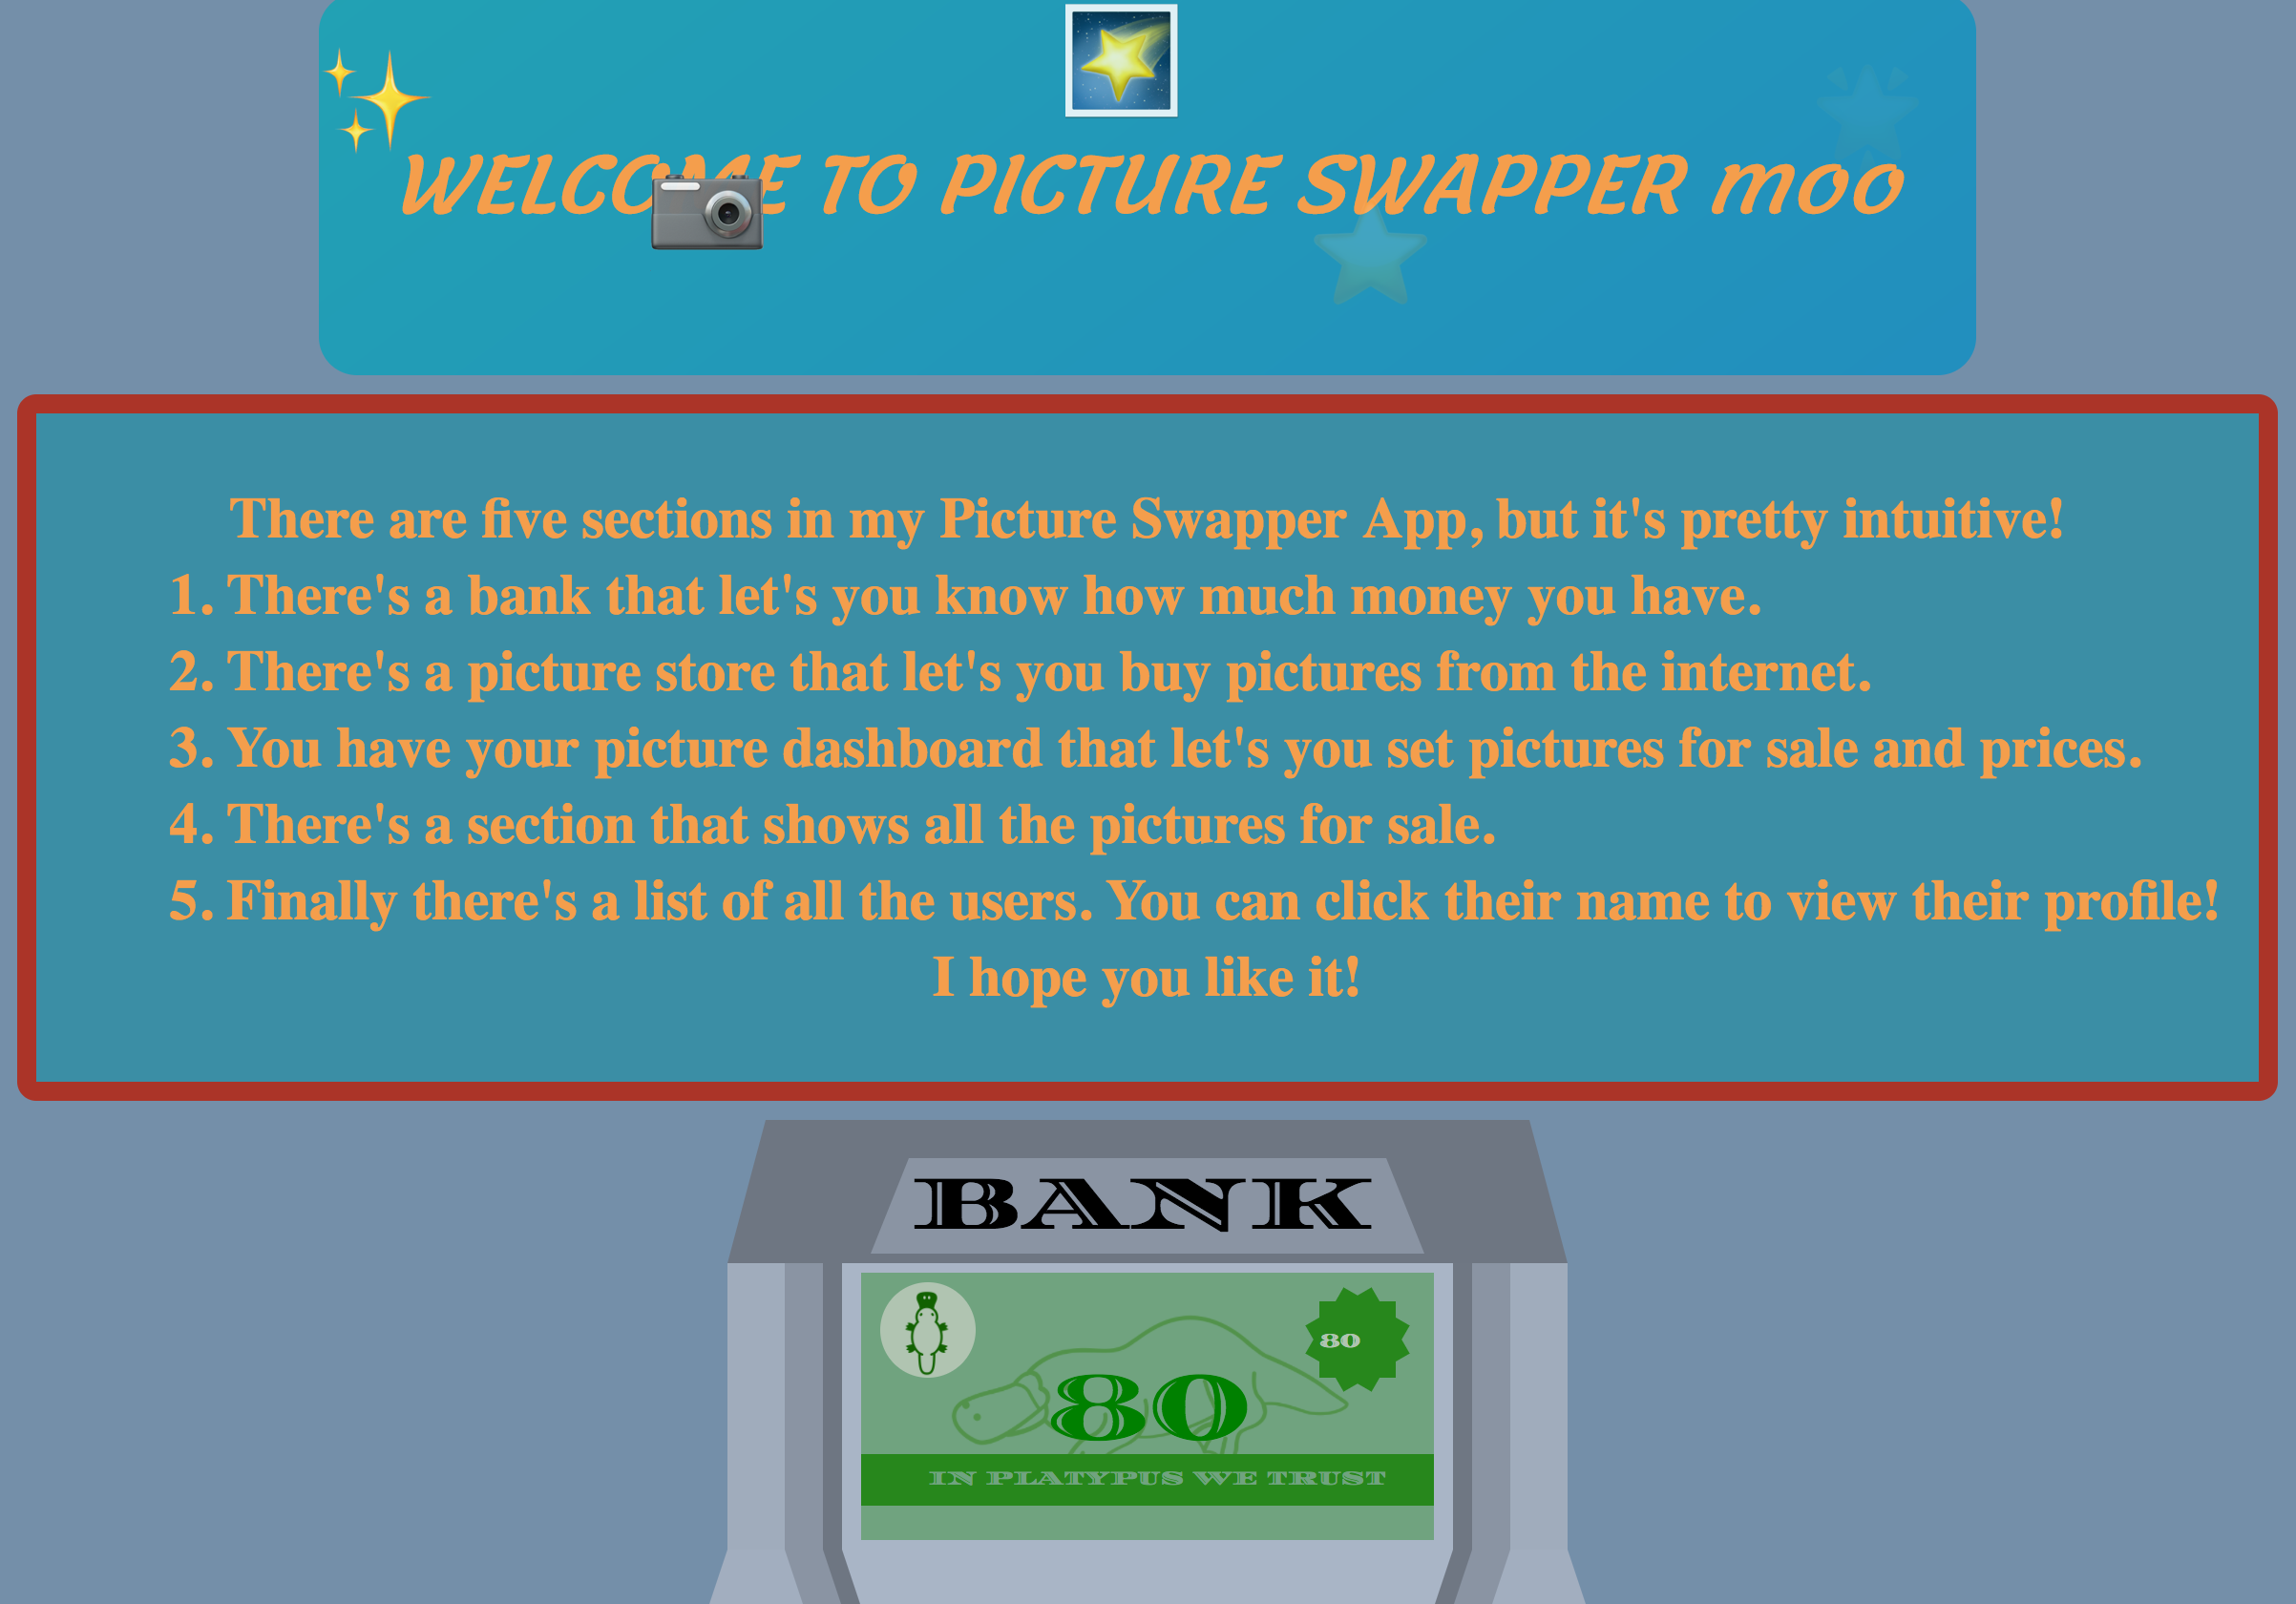 WELCOME TO PICTURE SWAPPER moo
There are five sections in my Picture Swapper App, but it's pretty intuitive!
1. There's a bank that let's you know how much money you have.
2. There's a picture store that let's you buy pictures from the internet.
3. You have your picture dashboard that let's you set pictures for sale and prices.
4. There's a section that shows all the pictures for sale.
5. Finally there's a list of all the users. You can click their name to view their profile!
I hope you like it!
BANK
80
80
IN PLATYPUS WE TRUST